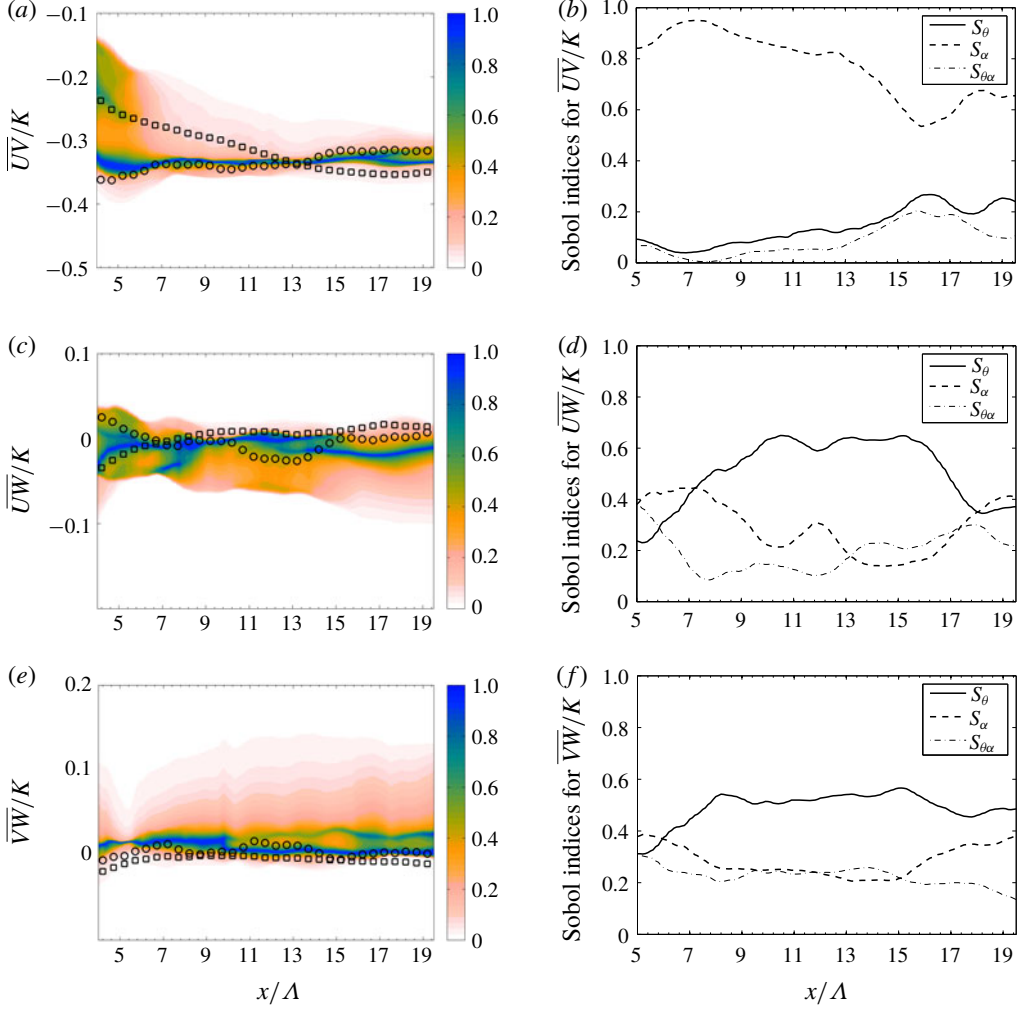 (a)
−0.1
−0.2
−0.3
−0.4
−0.5
UV/K
5 7 9 11 13 15 17 19
1.0
0.8
0.6
0.4
0.2
0
(b)
1.0
0.8
0.6
0.4
0.2
0
Sobol indices for UV/K
Sθ
Sα
Sθα
5 7 9 11 13 15 17 19
(c)
0.1
0
−0.1
UW/K
5 7 9 11 13 15 17 19
1.0
0.8
0.6
0.4
0.2
0
(d)
1.0
0.8
0.6
0.4
0.2
0
Sobol indices for UW/K
Sθ
Sα
Sθα
5 7 9 11 13 15 17 19
(e)
0.2
0.1
0
VW/K
5 7 9 11 13 15 17 19
x/Λ
1.0
0.8
0.6
0.4
0.2
0
(f)
1.0
0.8
0.6
0.4
0.2
0
Sobol indices for VW/K
Sθ
Sα
Sθα
5 7 9 11 13 15 17 19
x/Λ